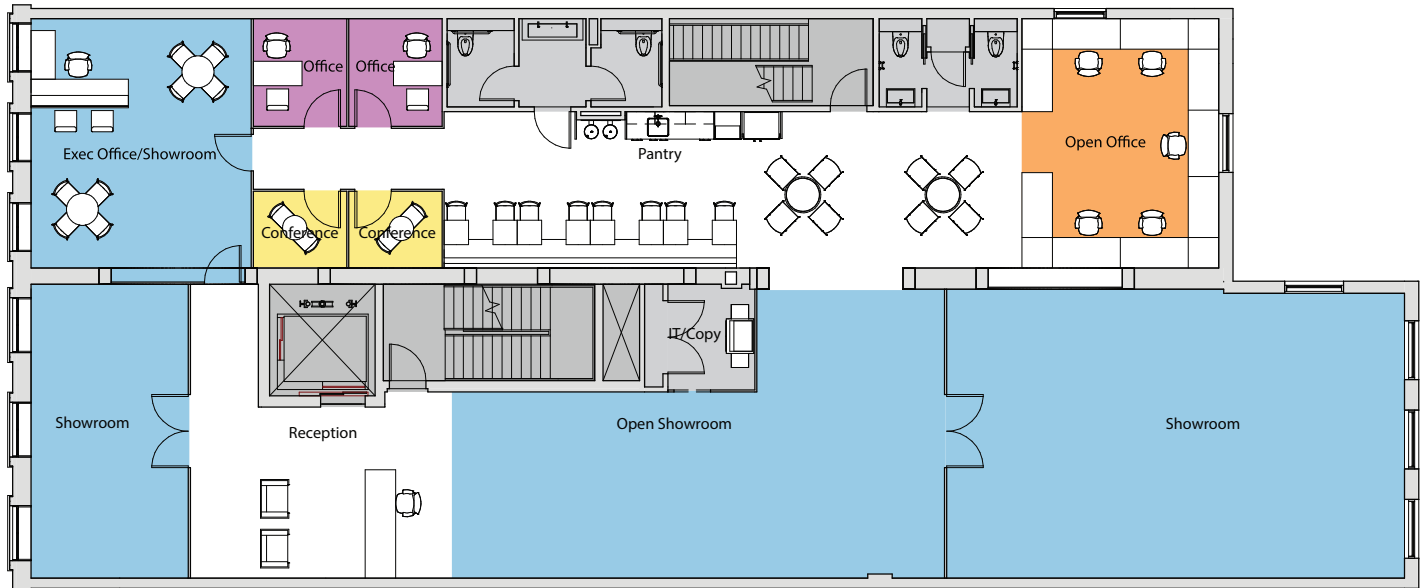 Office
Office
Exec Office/Showroom
Pantry
Open Office
Conference
Conference
IT/Copy
Showroom
Reception
Open Showroom
Showroom